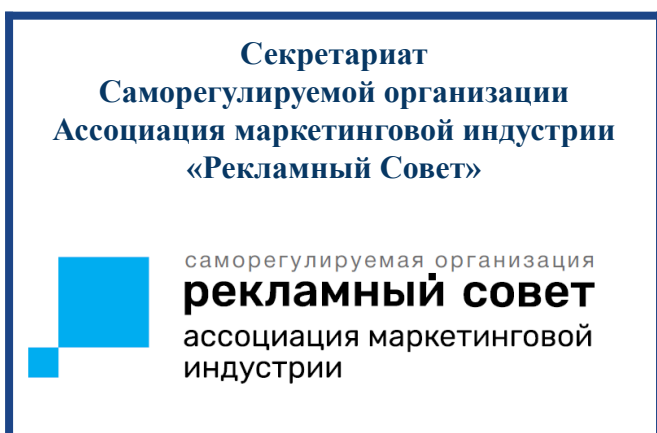 Секретариат
Саморегулируемой организации
Ассоциация маркетинговой индустрии
«Рекламный Совет»
саморегулируемая организация
рекламный совет
ассоциация маркетинговой
индустрии